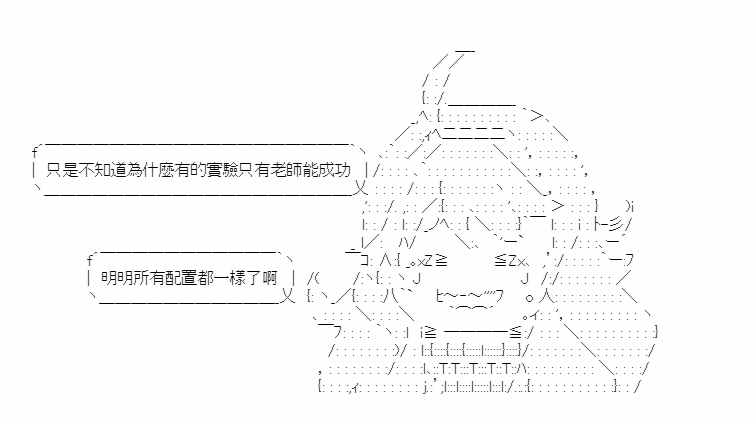 只是不知道為什麼有的實驗只有老師能成功
明明所有配置都一樣了啊